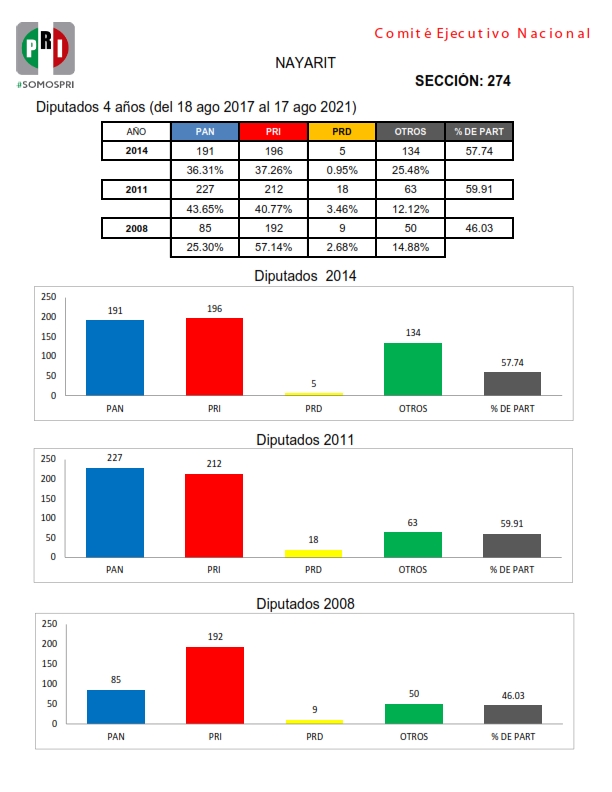 Comité Ejecutivo Nacional
PRI
#SOMOSPRI
NAYARIT
SECCIÓN: 274
Diputados 4 años (del 18 ago 2017 al 17 ago 2021)
AÑO PAN PRI PRD OTROS % DE PART
2014 191 196 5 134 57.74
36.31% 37.26% 0.95% 25.48%
2011 227 212 18 63 59.91
43.65% 40.77% 3.46% 12.12%
2008 85 192 9 50 46.03
25.30% 57.14% 2.68% 14.88%
Diputados 2014
250
200
150
100
50
0
191 196 5 134 57.74
PAN PRI PRD OTROS % DE PART
Diputados 2011
250
200
150
100
50
0
227 212 18 63 59.91
PAN PRI PRD OTROS % DE PART
Diputados 2008
250
200
150
100
50
0
85 192 9 50 46.03
PAN PRI PRD OTROS % DE PART